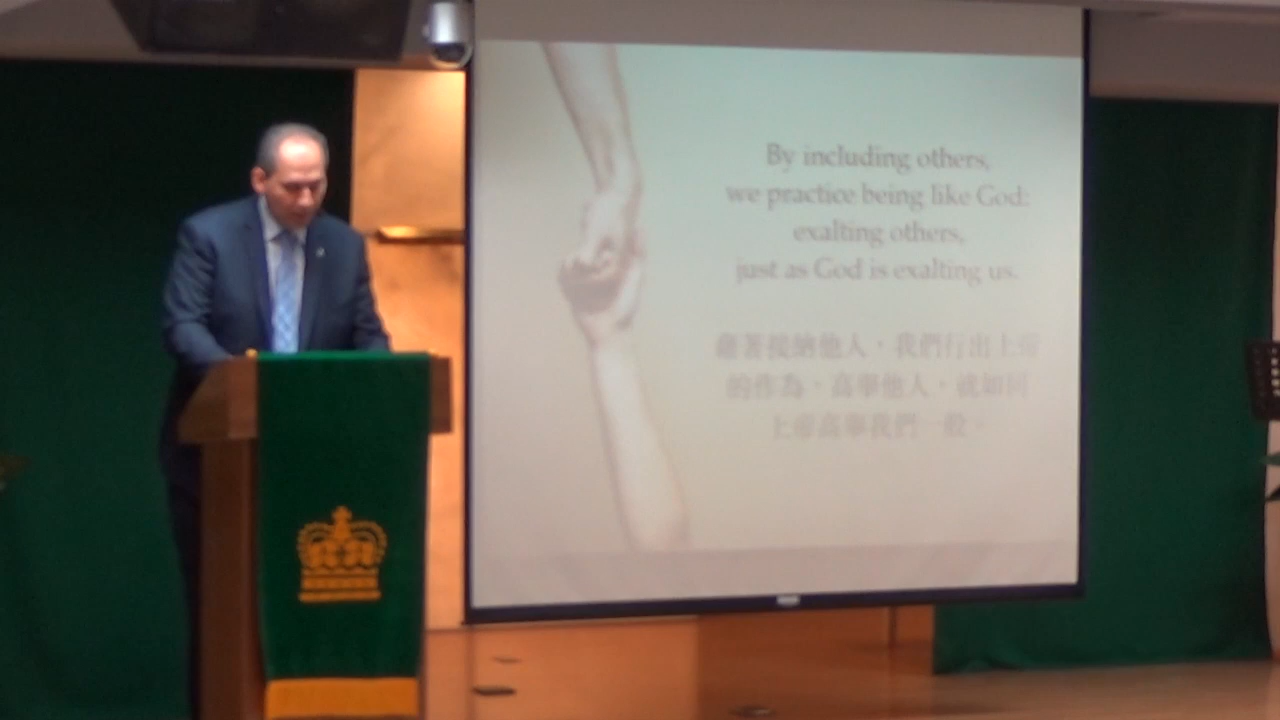 By including others,
we practice being like God:
exalting others,
just as God is exalting us.
藉著接納他人，我們行出上帝
的作為，高舉他人，就如同
上帝高舉我們一般。